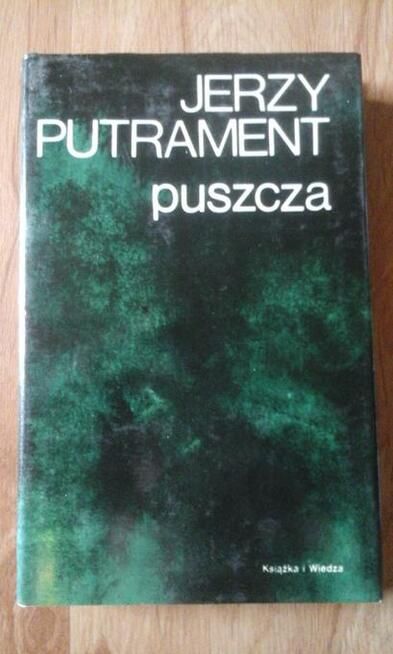 JERZY
PUTRAMENT
puszcza
Książka i Wiedza